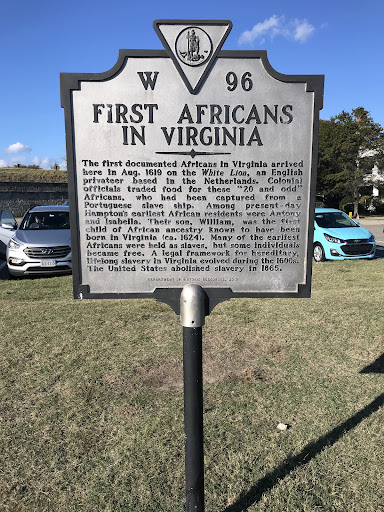 W 96
FIRST AFRICANS
IN VIRGINIA
The first documented Africans in Virginia arrived
here in Aug. 1619 on the White Lion, an English
privateer based in the Netherlands. Colonial
officials traded food for these "20 and odd"
Africans, who had been captured from a
Portuguese slave ship. Among present-day
Hampton's earliest African residents were Antony
and Isabella. Their son, William, was the first
child of African ancestry known to have been
born in Virginia (ca. 1624). Many of the earliest
Africans were held as slaves, but some individuals
became free. A legal framework for hereditary,
lifelong slavery in Virginia evolved during the 1600s.
The United States abolished slavery in 1865.
DEPARTMENT OF HISTORIC RESOURCES, 2015